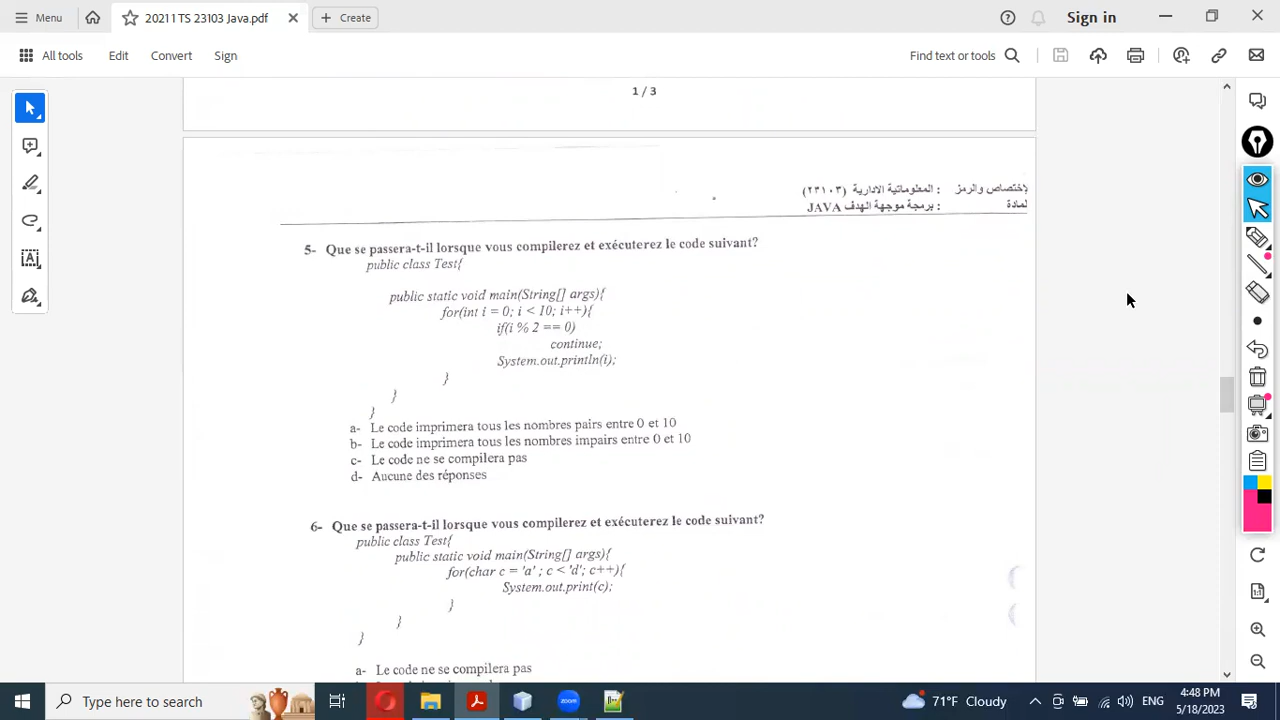 Menu
20211 TS 23103 Java.pdf
Create
Sign in
All tools
Edit
Convert
Sign
Find text or tools
1 / 3
لإختصاص والرمز : المعلوماتية الادارية (٢٣١٠٣)
لمادة : برمجة موجهة الهدف JAVA
5- Que se passera-t-il lorsque vous compilerez et exécuterez le code suivant?
public class Test{
public static void main(String[] args){
for(int i = 0; i < 10; i++){
if(i % 2 == 0)
continue;
System.out.println(i);
}
}
}
a- Le code imprimera tous les nombres pairs entre 0 et 10
b- Le code imprimera tous les nombres impairs entre 0 et 10
c- Le code ne se compilera pas
d- Aucune des réponses
6- Que se passera-t-il lorsque vous compilerez et exécuterez le code suivant?
public class Test{
public static void main(String[] args){
for(char c = 'a' ; c < 'd'; c++){
System.out.print(c);
}
}
}
a- Le code ne se compilera pas
Type here to search
zoom
71°F Cloudy
ENG
4:48 PM
5/18/2023